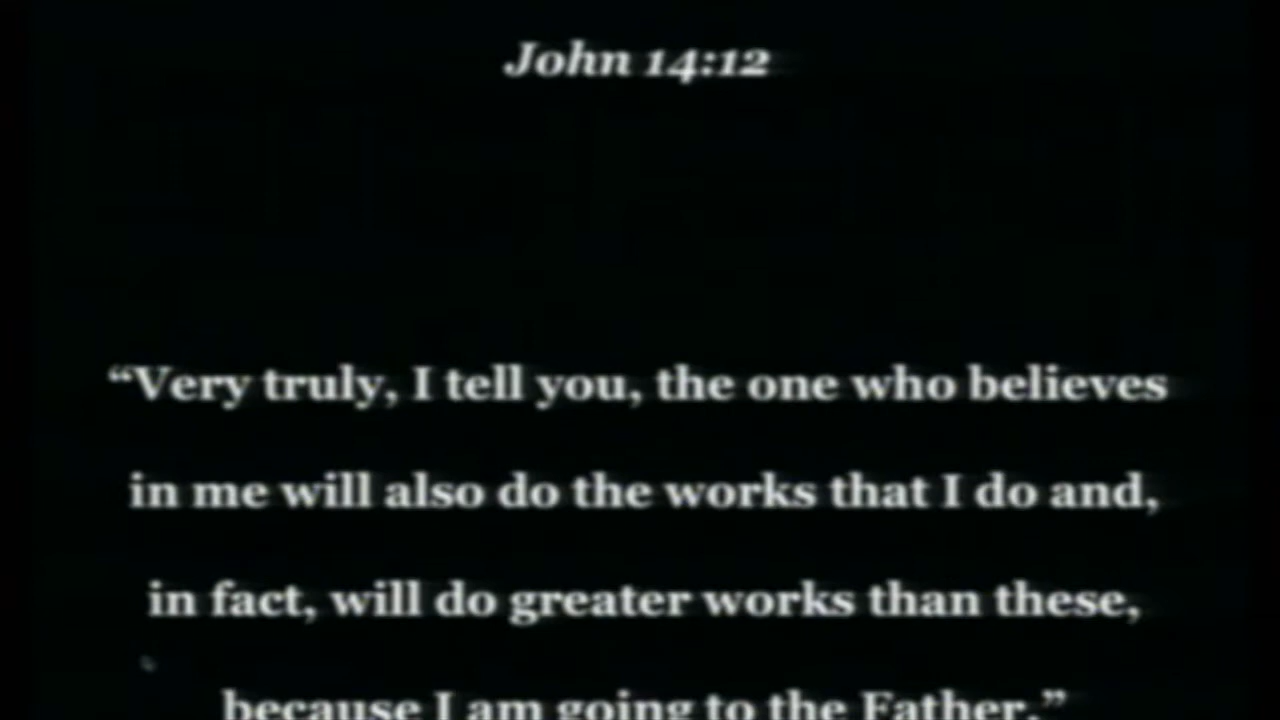 John 14:12
“Very truly, I tell you, the one who believes
in me will also do the works that I do and,
in fact, will do greater works than these,
because I am going to the Father.”